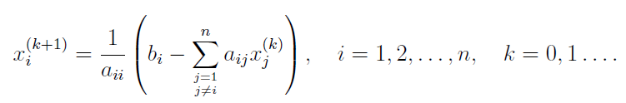 $x_i^{(k+1)} = \frac{1}{a_{ii}} \left( b_i - \sum_{\substack{j=1 \\ j \neq i}}^{n} a_{ij} x_j^{(k)} \right), \quad i = 1, 2, \ldots, n, \quad k = 0, 1 \ldots.$